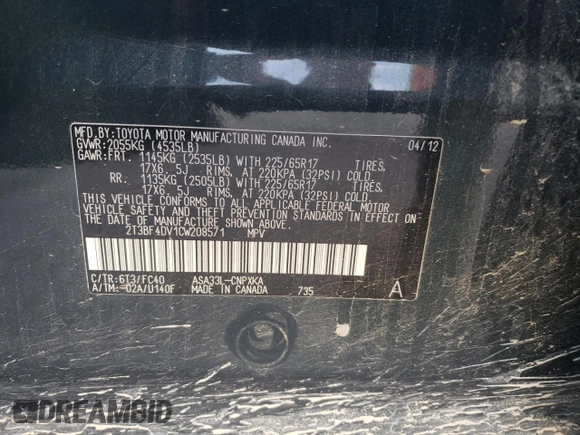 MFD.BY:TOYOTA MOTOR MANUFACTURING CANADA INC.
GVWR:2055KG (4535LB) 04/12
GAWR:FRT. 1145KG (2535LB) WITH 225/65R17 TIRES.
17X6.5J RIMS. AT 220KPA (32PSI) COLD.
RR. 1135KG (2505LB) WITH 225/65R17 TIRES.
17X6.5J RIMS. AT 220KPA (32PSI) COLD.
THIS VEHICLE CONFORMS TO ALL APPLICABLE FEDERAL MOTOR
VEHICLE SAFETY AND THEFT PREVENTION STANDARDS IN EFFECT ON
THE DATE OF MANUFACTURE SHOWN ABOVE.
2T3BF4DV1CW208571 MPV
C/TR:6T3/FC40 ASA33L-CNPXKA
A/TM:-02A/U140F MADE IN CANADA 735 A
DREAMBID